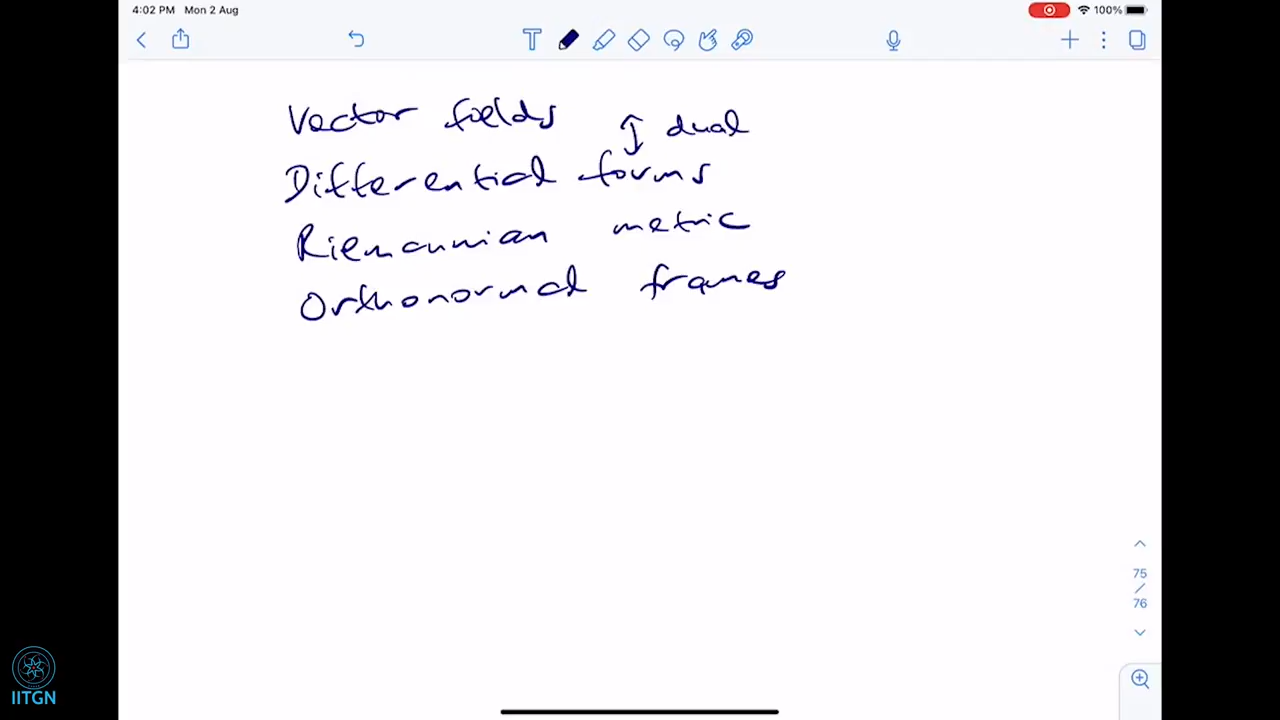 4:02 PM Mon 2 Aug
100%
Vector fields
↕ dual
Differential forms
Riemannian metric
Orthonormal frames
75
/
76
IITGN